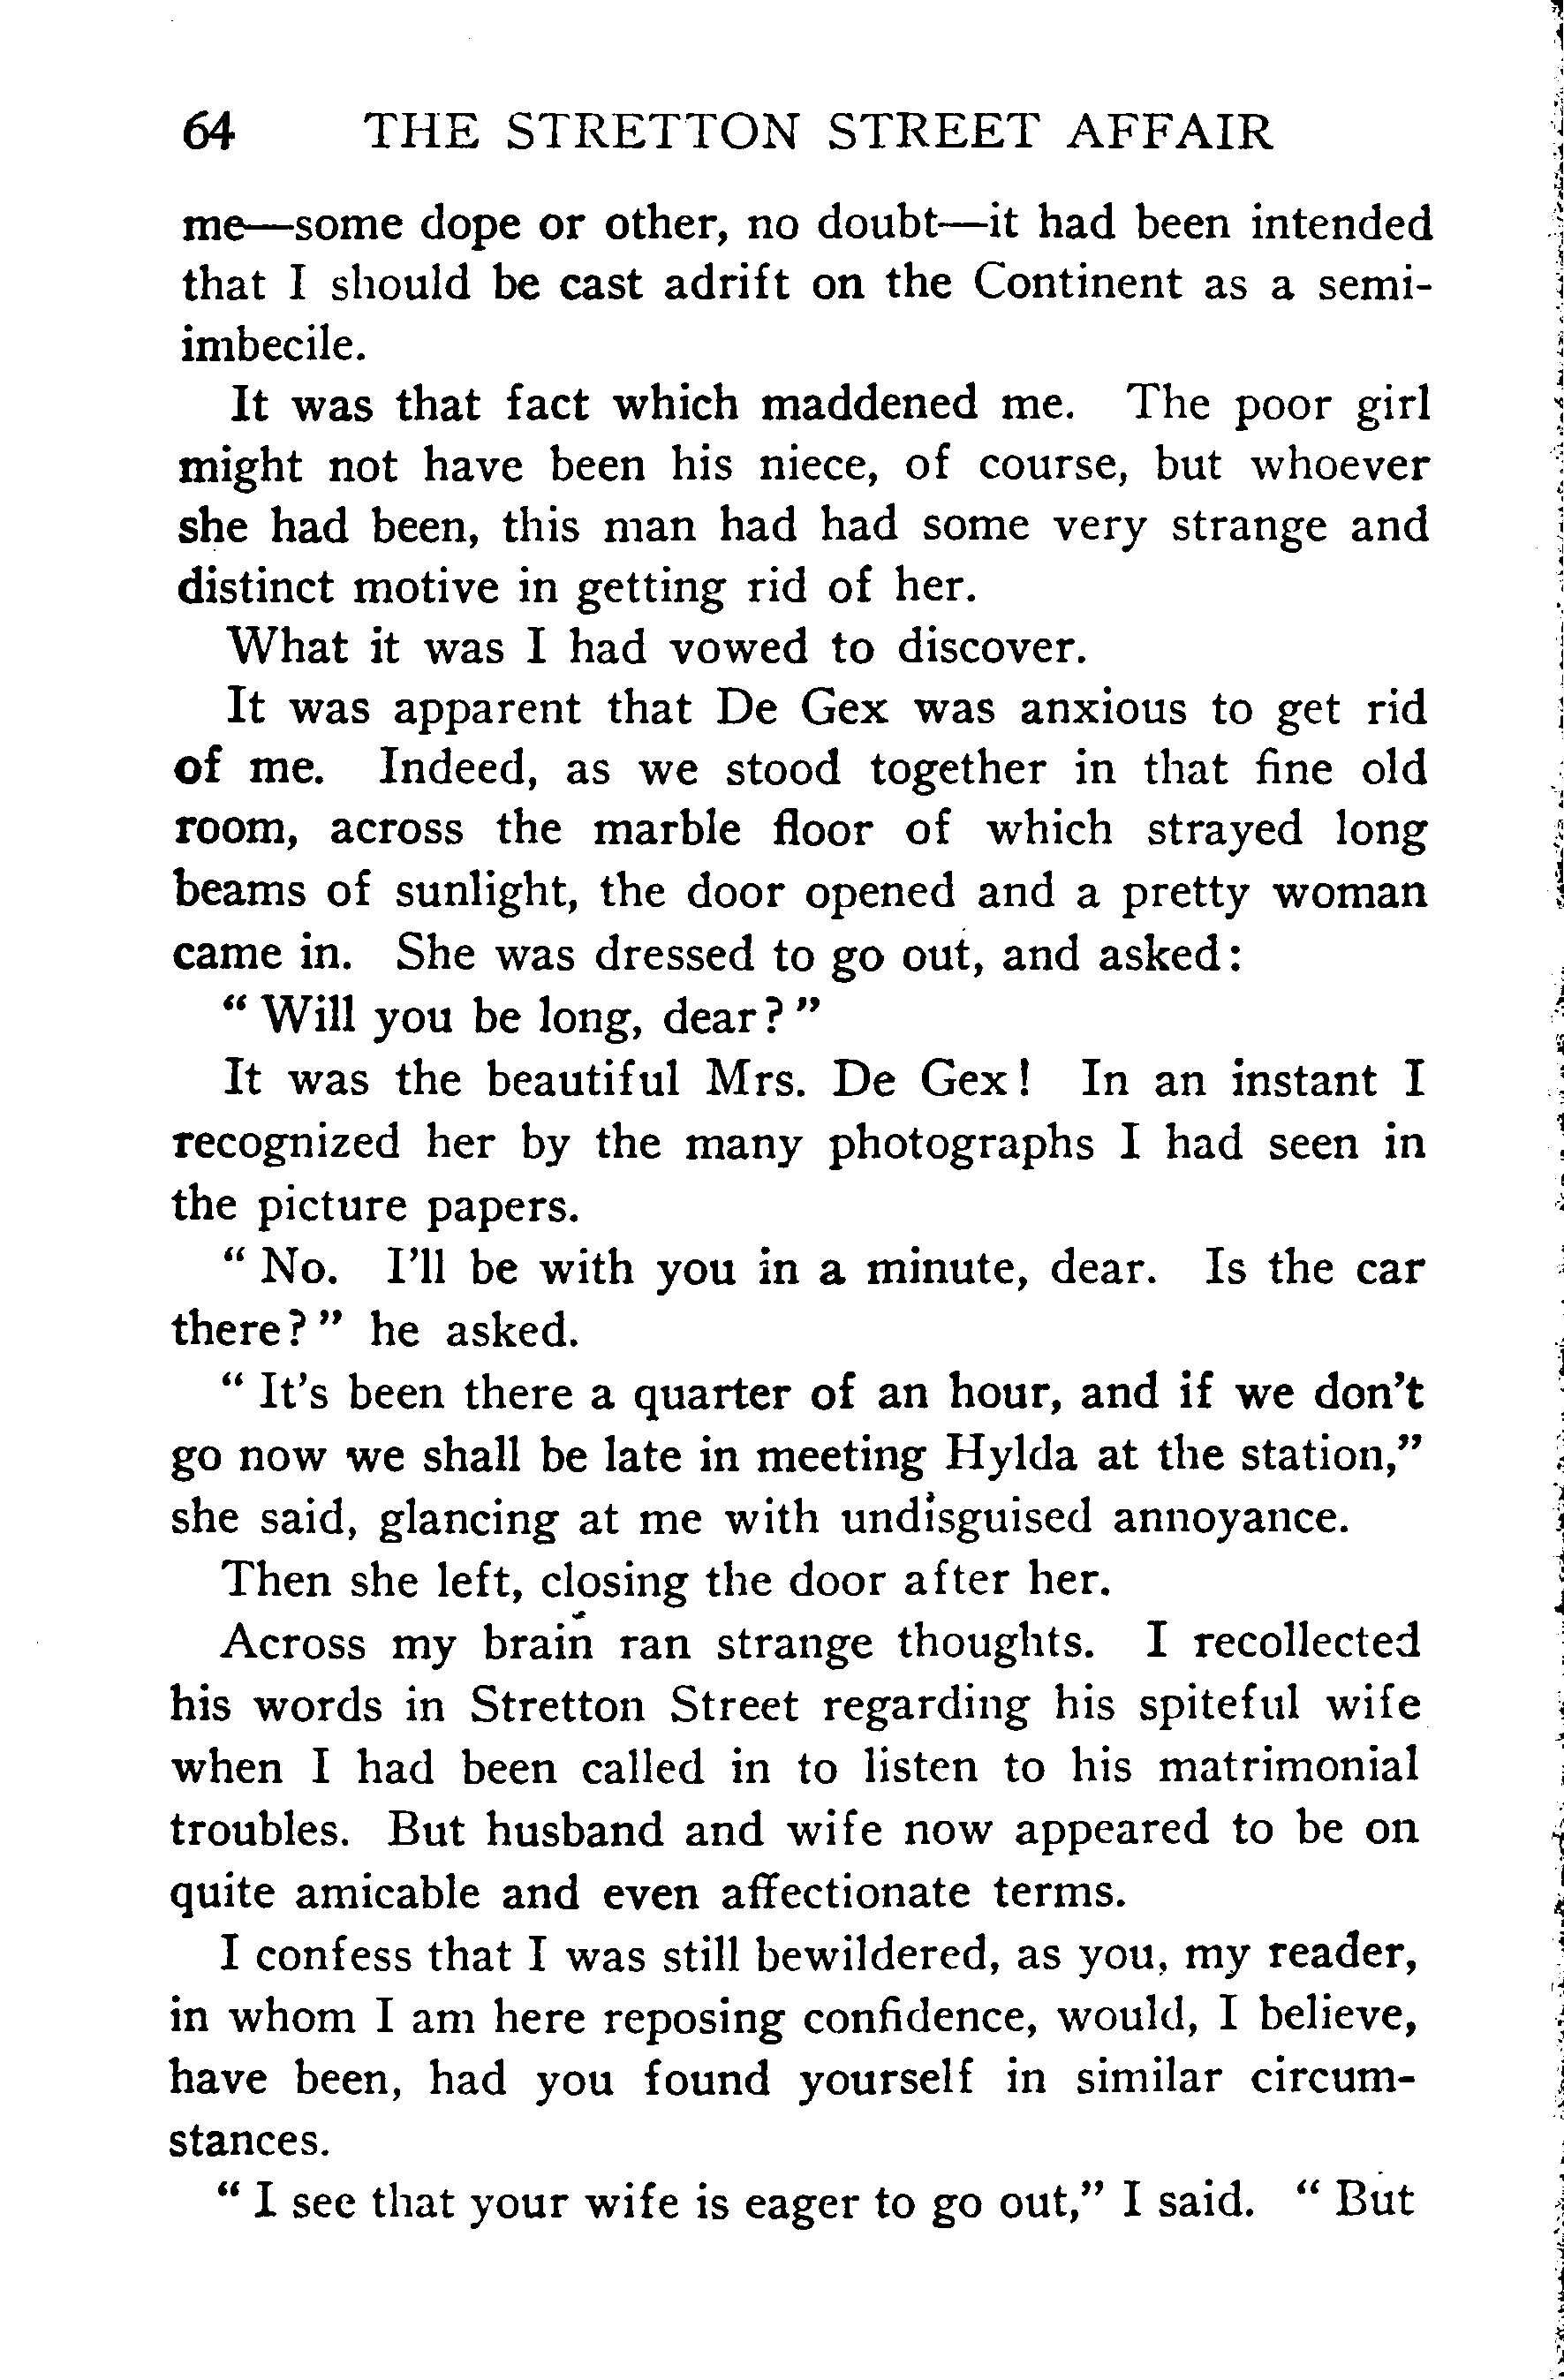 64 THE STRETTON STREET AFFAIR
me—some dope or other, no doubt—it had been intended
that I should be cast adrift on the Continent as a semi-
imbecile.
It was that fact which maddened me. The poor girl
might not have been his niece, of course, but whoever
she had been, this man had had some very strange and
distinct motive in getting rid of her.
What it was I had vowed to discover.
It was apparent that De Gex was anxious to get rid
of me. Indeed, as we stood together in that fine old
room, across the marble floor of which strayed long
beams of sunlight, the door opened and a pretty woman
came in. She was dressed to go out, and asked:
“ Will you be long, dear? ”
It was the beautiful Mrs. De Gex! In an instant I
recognized her by the many photographs I had seen in
the picture papers.
“ No. I’ll be with you in a minute, dear. Is the car
there? ” he asked.
“ It’s been there a quarter of an hour, and if we don’t
go now we shall be late in meeting Hylda at the station,”
she said, glancing at me with undisguised annoyance.
Then she left, closing the door after her.
Across my brain ran strange thoughts. I recollected
his words in Stretton Street regarding his spiteful wife
when I had been called in to listen to his matrimonial
troubles. But husband and wife now appeared to be on
quite amicable and even affectionate terms.
I confess that I was still bewildered, as you, my reader,
in whom I am here reposing confidence, would, I believe,
have been, had you found yourself in similar circum-
stances.
“ I see that your wife is eager to go out,” I said. “ But